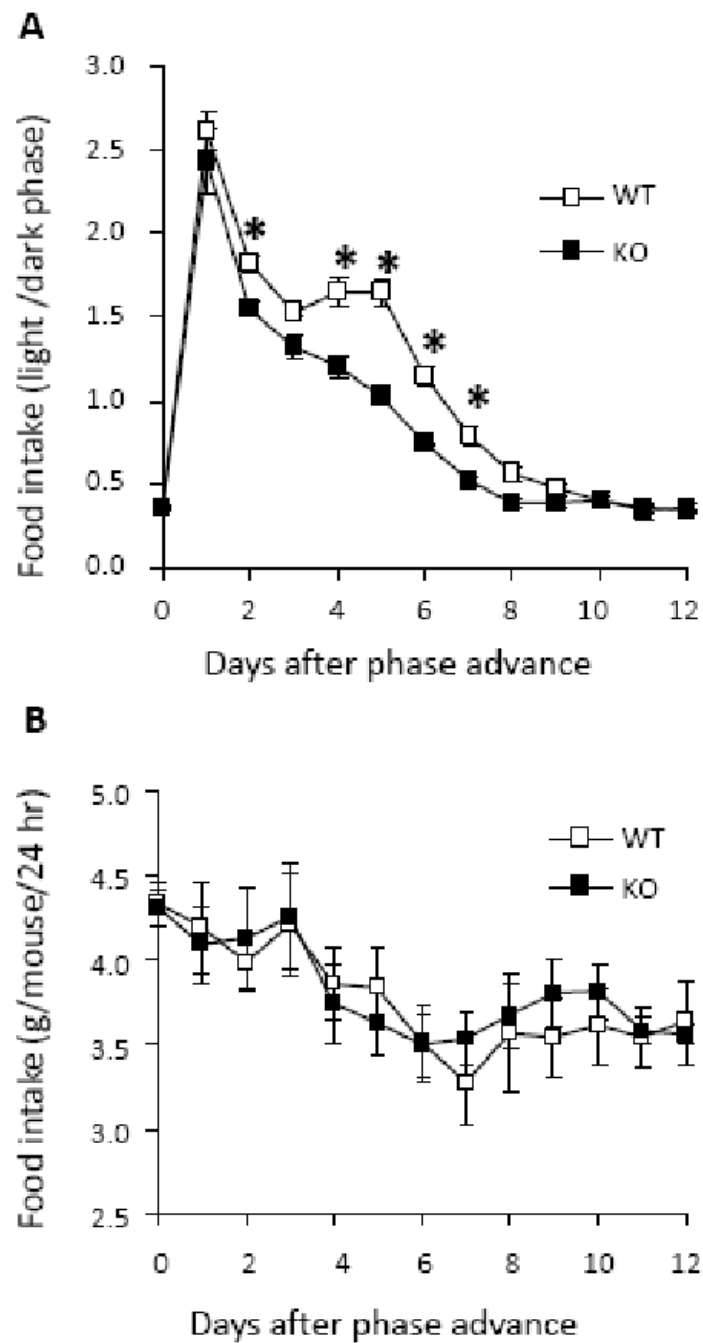 A
Food intake (light /dark phase)
3.0
2.5
2.0
1.5
1.0
0.5
0.0
WT
KO
*
*
*
*
*
0 2 4 6 8 10 12
Days after phase advance
B
Food intake (g/mouse/24 hr)
5.0
4.5
4.0
3.5
3.0
2.5
WT
KO
0 2 4 6 8 10 12
Days after phase advance